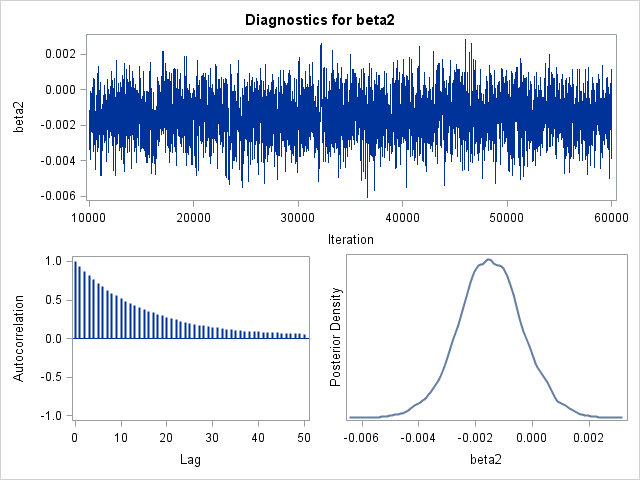 Diagnostics for beta2
beta2
0.002
0.000
-0.002
-0.004
-0.006
10000 20000 30000 40000 50000 60000
Iteration
Autocorrelation
1.0
0.5
0.0
-0.5
-1.0
0 10 20 30 40 50
Lag
Posterior Density
-0.006 -0.004 -0.002 0.000 0.002
beta2